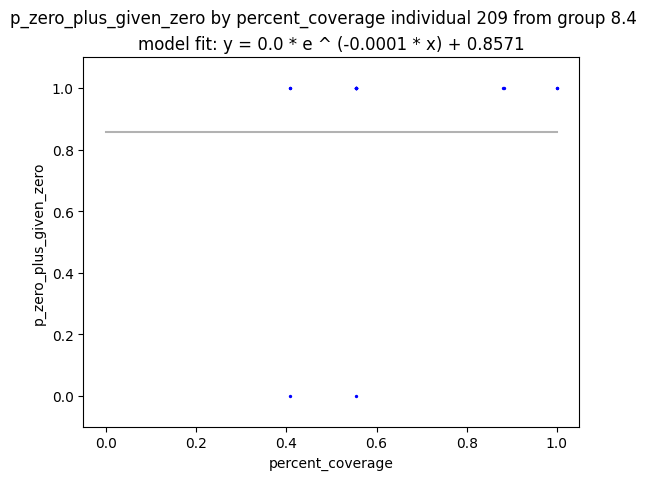 p_zero_plus_given_zero by percent_coverage individual 209 from group 8.4
model fit: y = 0.0 * e ^ (-0.0001 * x) + 0.8571
1.0
0.8
0.6
0.4
0.2
0.0
p_zero_plus_given_zero
0.0 0.2 0.4 0.6 0.8 1.0
percent_coverage